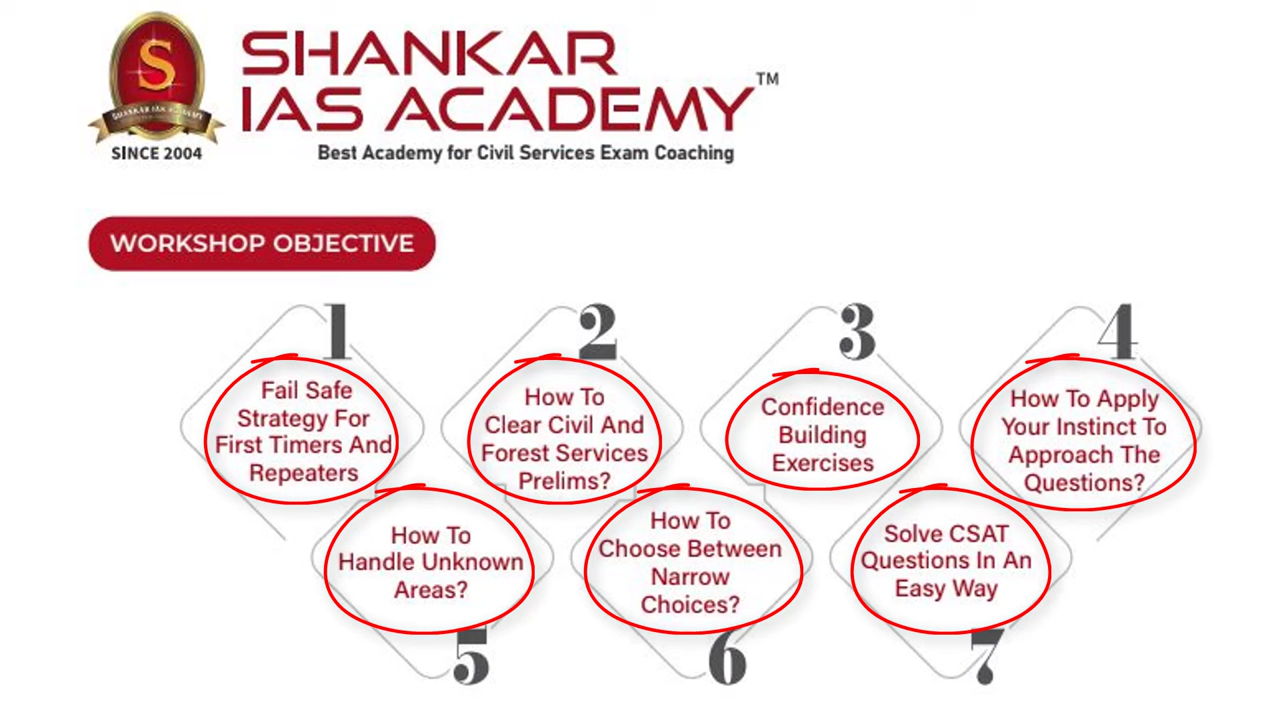 S
SHANKAR IAS ACADEMY
SINCE 2004
SHANKAR
IAS ACADEMY™
Best Academy for Civil Services Exam Coaching
WORKSHOP OBJECTIVE
1
Fail Safe
Strategy For
First Timers And
Repeaters
2
How To
Clear Civil And
Forest Services
Prelims?
3
Confidence
Building
Exercises
4
How To Apply
Your Instinct To
Approach The
Questions?
How To
Handle Unknown
Areas?
5
How To
Choose Between
Narrow
Choices?
6
Solve CSAT
Questions In An
Easy Way
7